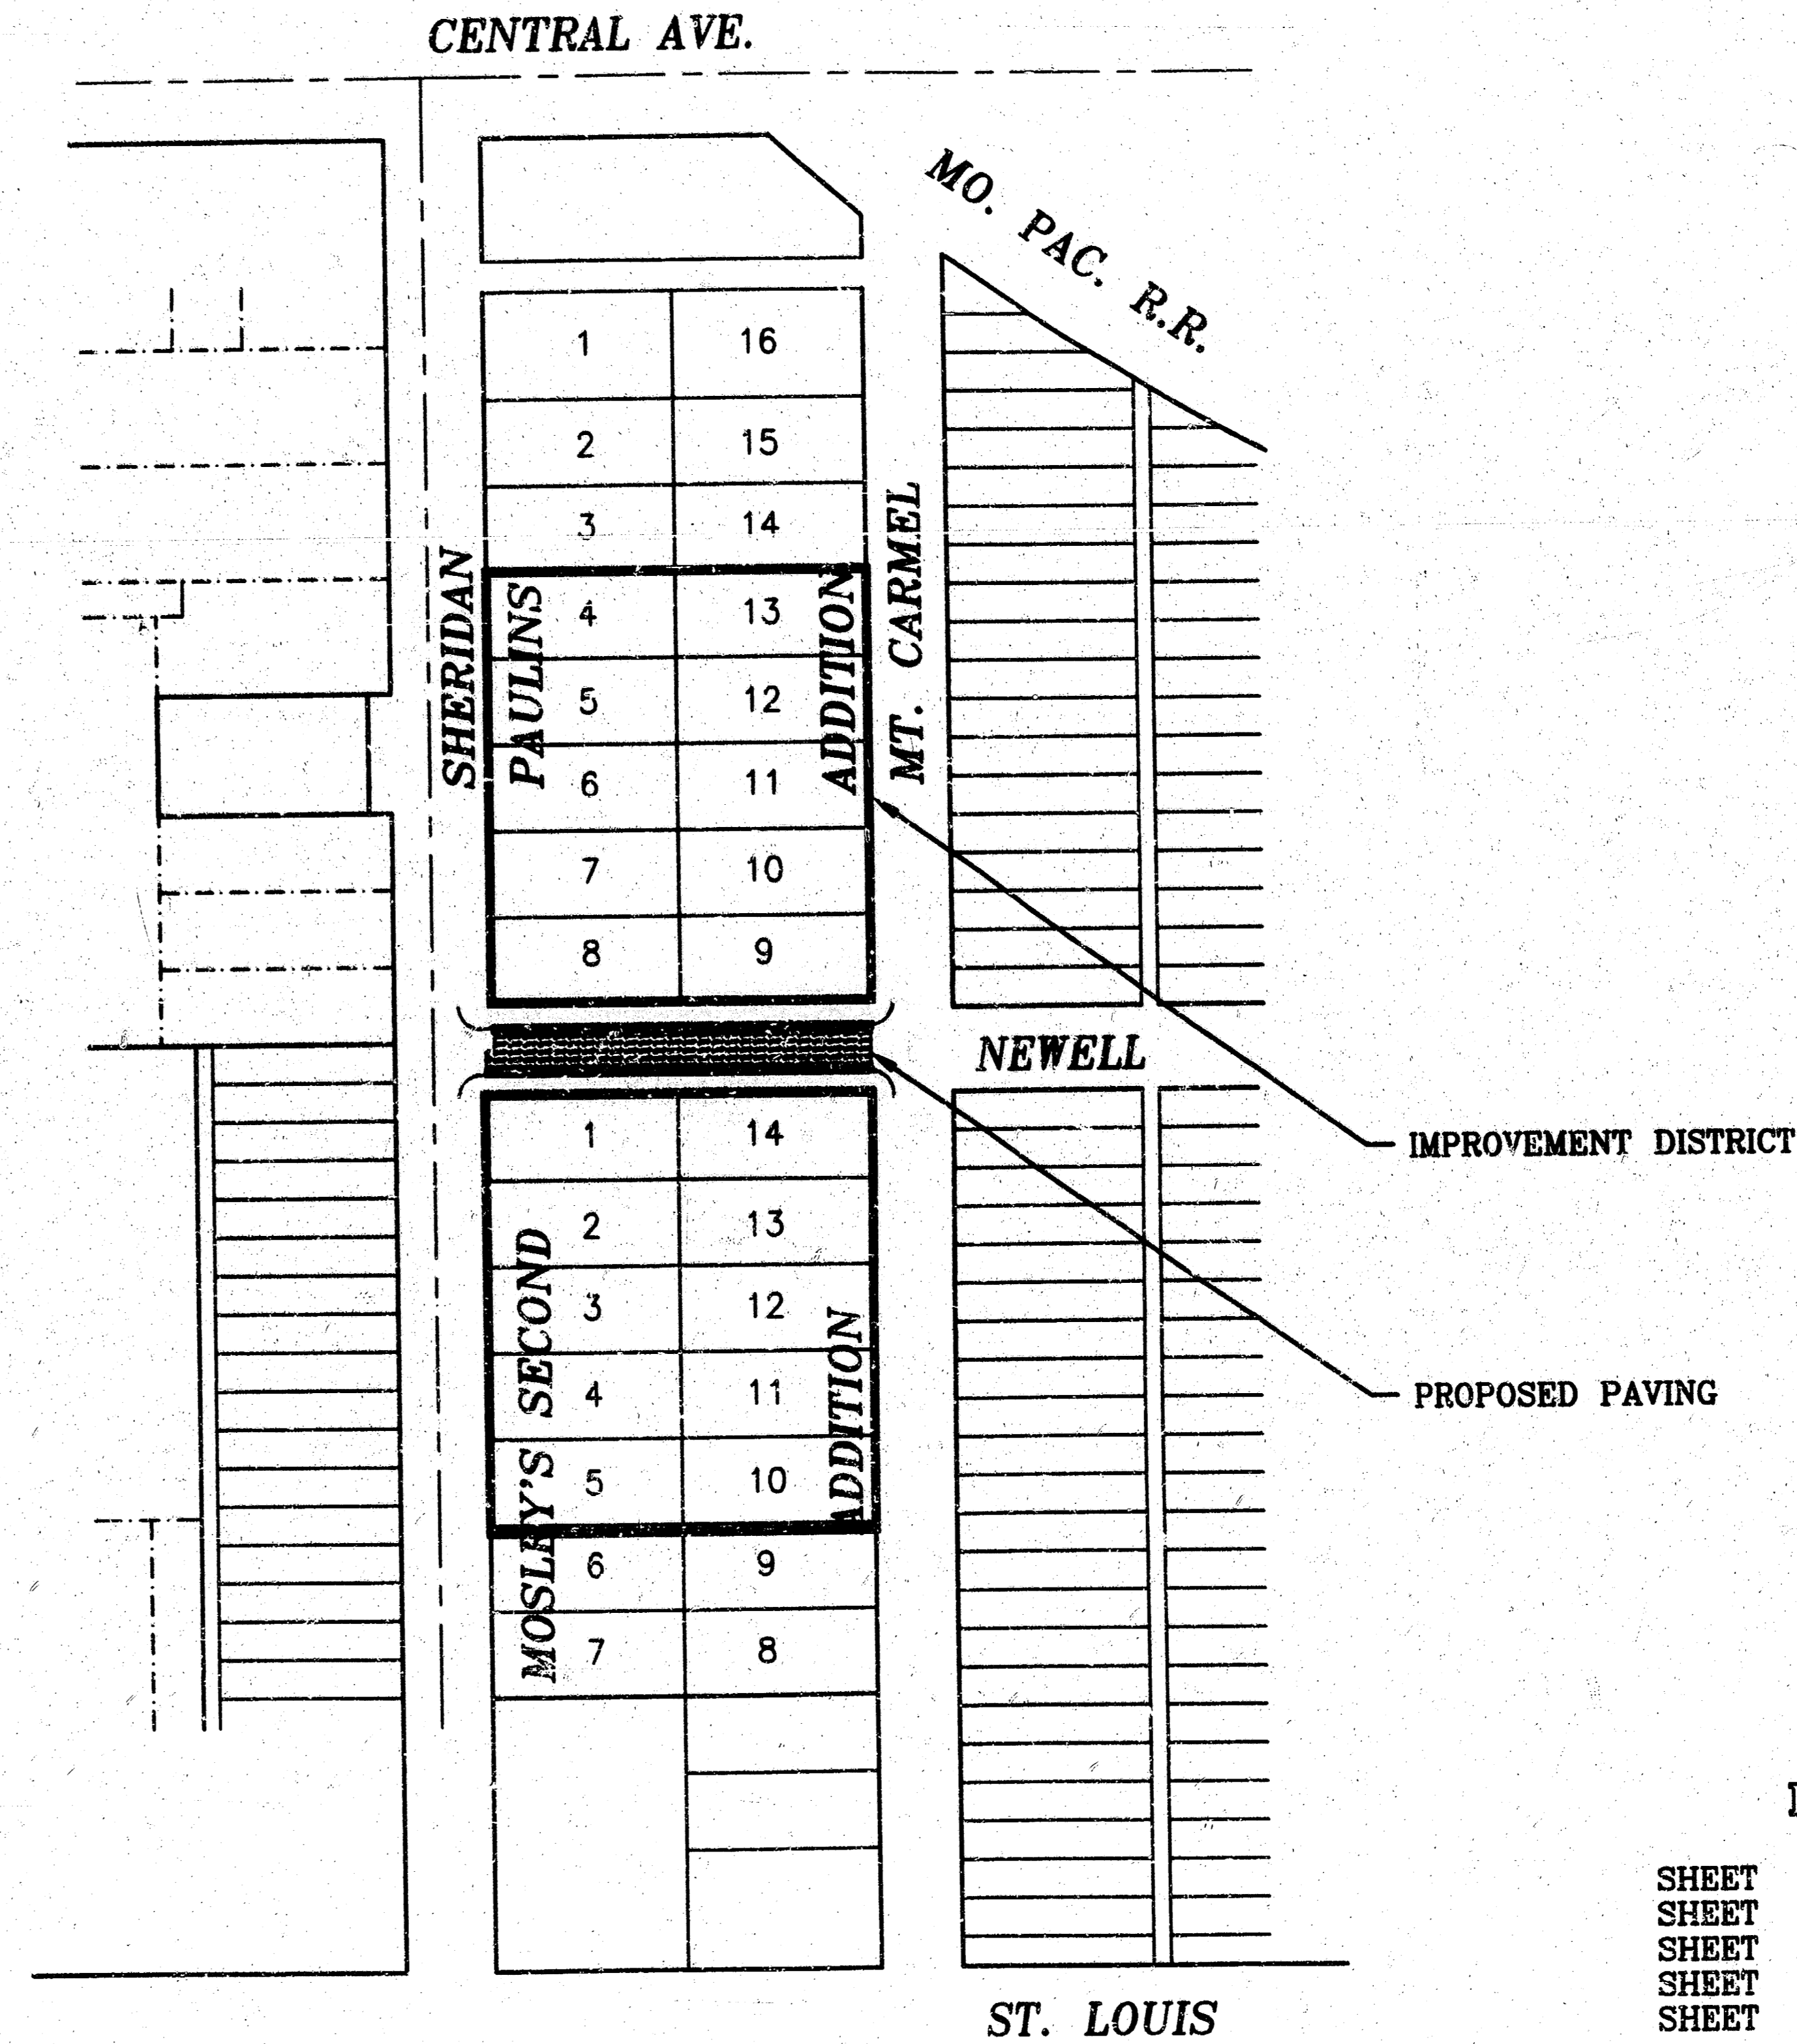 CENTRAL AVE.
MO. PAC. R.R.
1 16
2 15
3 14
4 13
5 12
6 11
7 10
8 9
SHERIDAN
PAULINS
ADDITION
MT. CARMEL
NEWELL
IMPROVEMENT DISTRICT
1 14
2 13
3 12
4 11
5 10
6 9
7 8
MOSLEY'S SECOND
ADDITION
PROPOSED PAVING
SHEET
SHEET
SHEET
SHEET
SHEET
ST. LOUIS